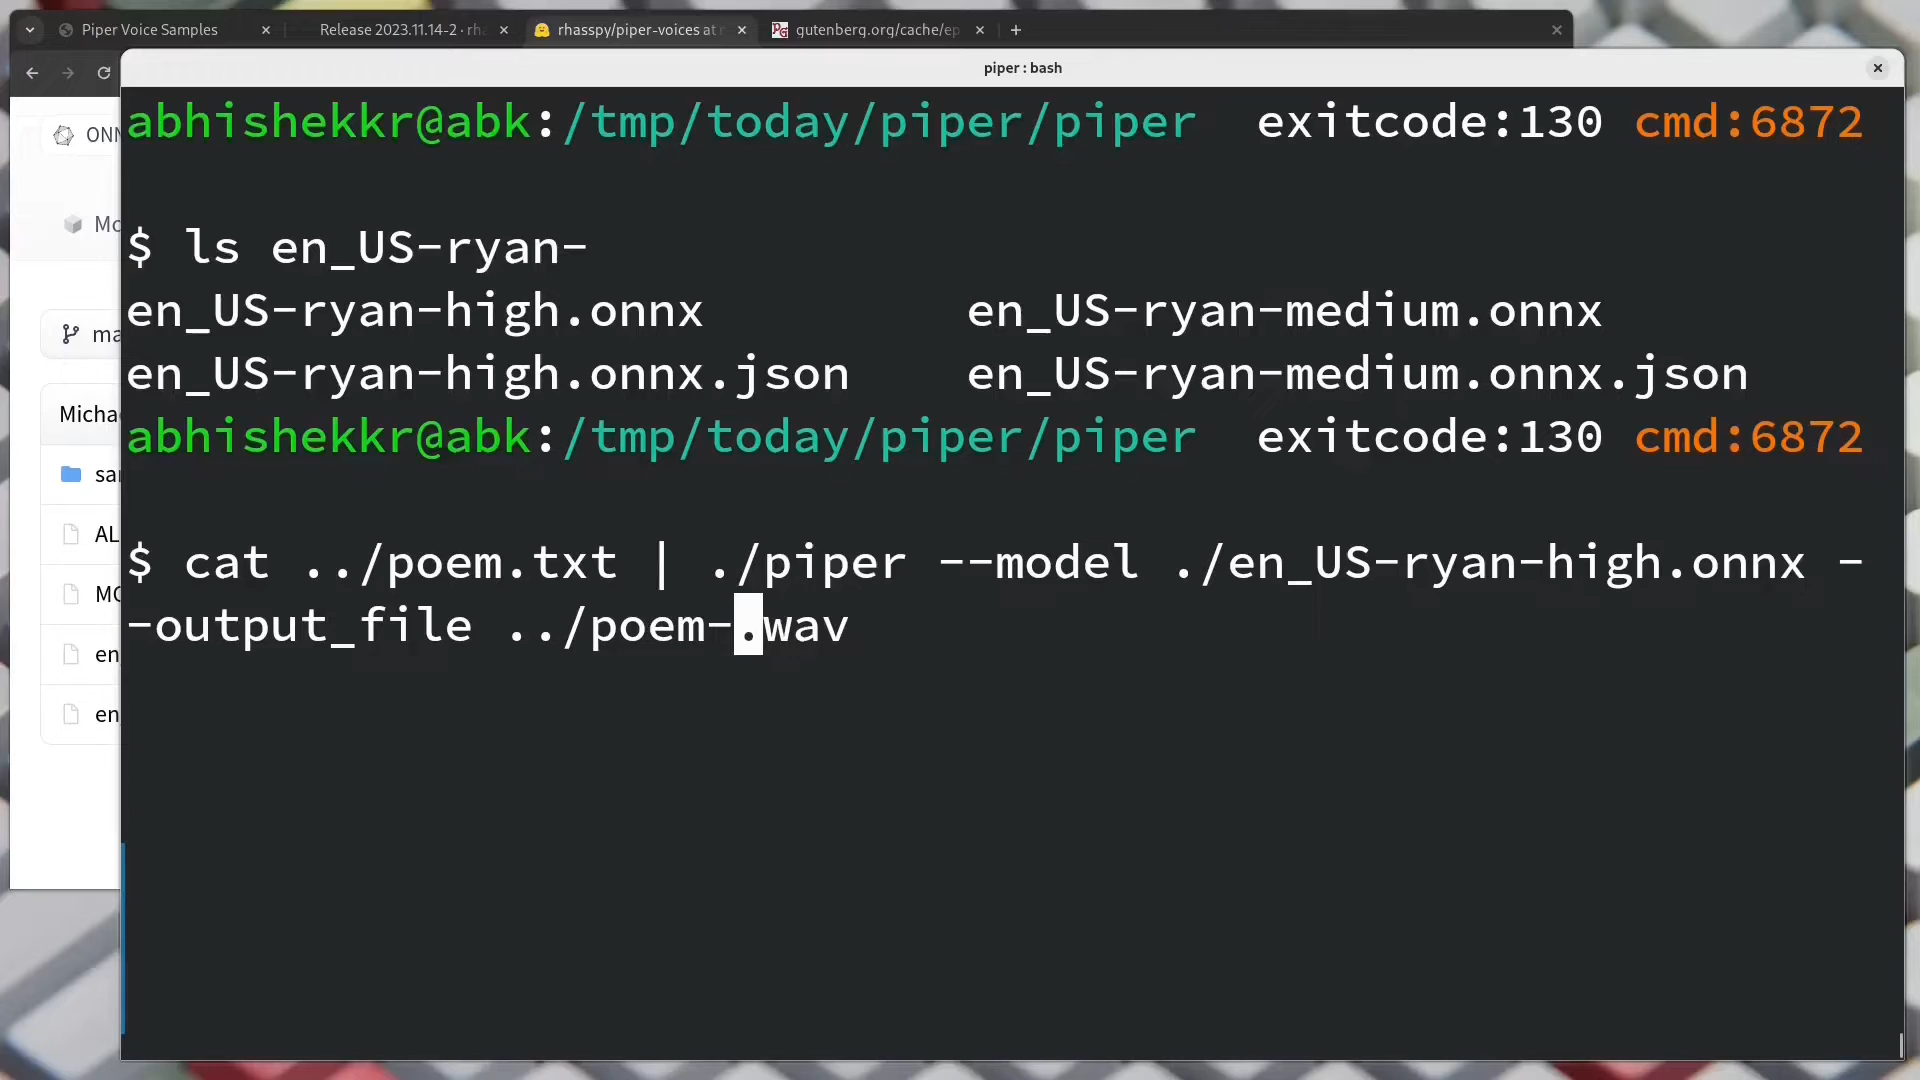 Piper Voice Samples
Release 2023.11.14-2 · rha
rhasspy/piper-voices at
gutenberg.org/cache/ep
piper : bash
ONN
Mo
ma
Michae
sa
AL
MO
en
en
abhishekkr@abk:/tmp/today/piper/piper exitcode:130 cmd:6872
$ ls en_US-ryan-
en_US-ryan-high.onnx en_US-ryan-medium.onnx
en_US-ryan-high.onnx.json en_US-ryan-medium.onnx.json
abhishekkr@abk:/tmp/today/piper/piper exitcode:130 cmd:6872
$ cat ../poem.txt | ./piper --model ./en_US-ryan-high.onnx -
-output_file ../poem-.wav